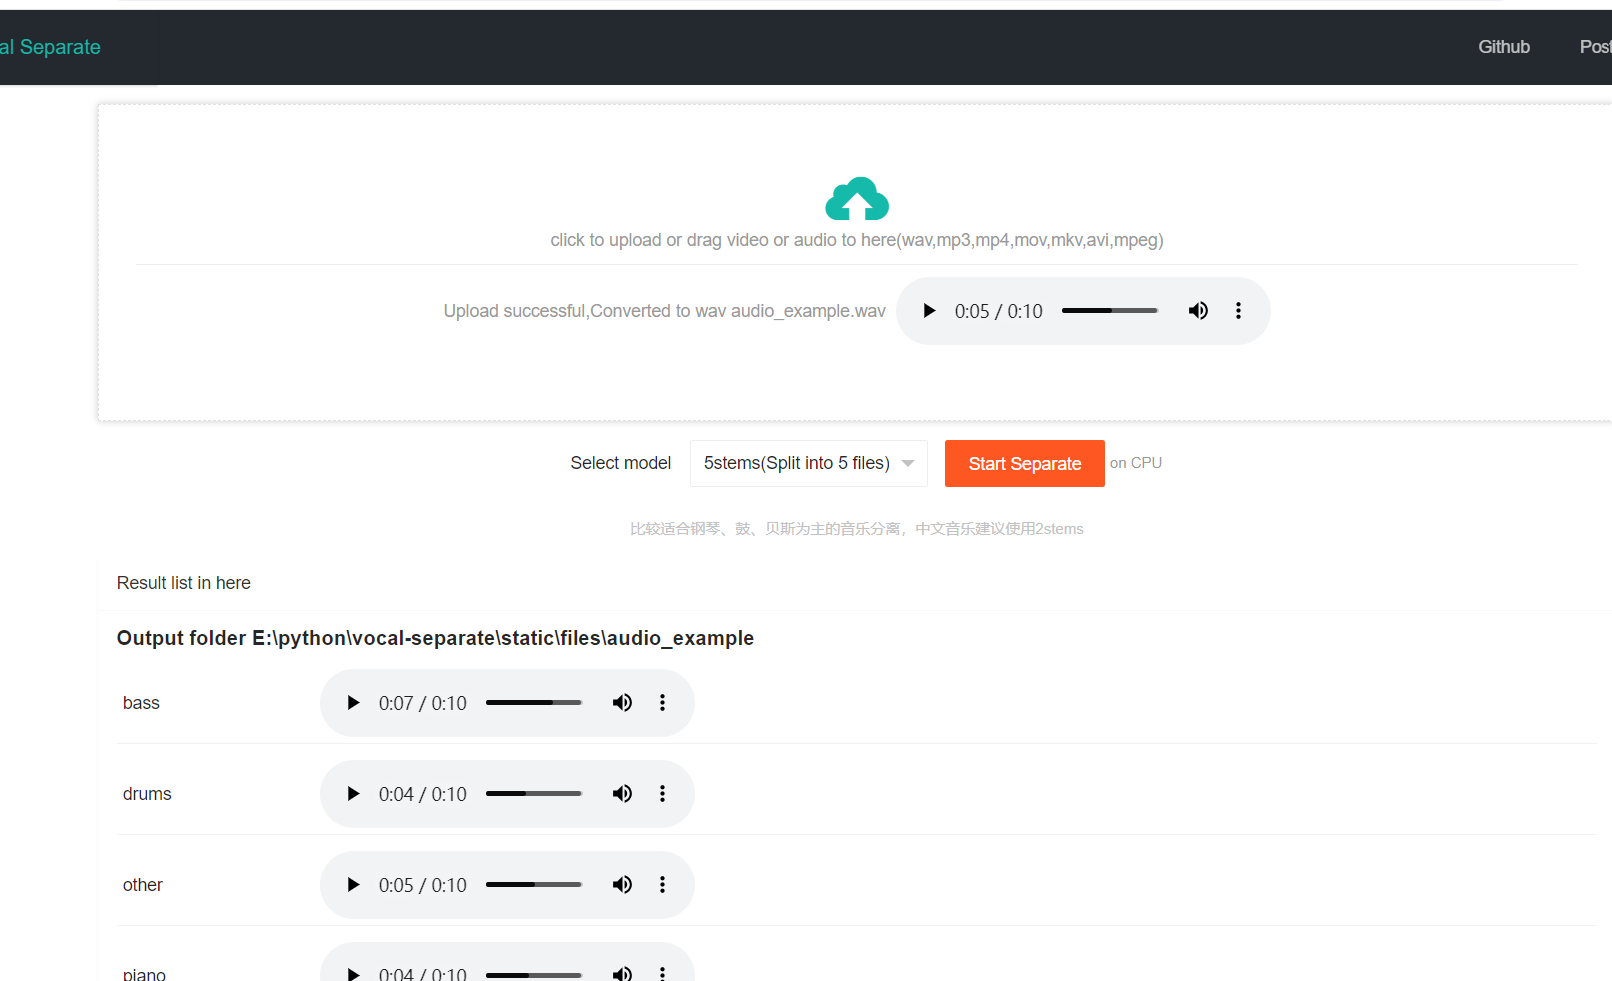 al Separate
Github
Post
click to upload or drag video or audio to here(wav,mp3,mp4,mov,mkv,avi,mpeg)
Upload successful,Converted to wav audio_example.wav
0:05 / 0:10
Select model
5stems(Split into 5 files)
Start Separate
on CPU
比较适合钢琴、鼓、贝斯为主的音乐分离，中文音乐建议使用2stems
Result list in here
Output folder E:\python\vocal-separate\static\files\audio_example
bass
0:07 / 0:10
drums
0:04 / 0:10
other
0:05 / 0:10
piano
0:04 / 0:10